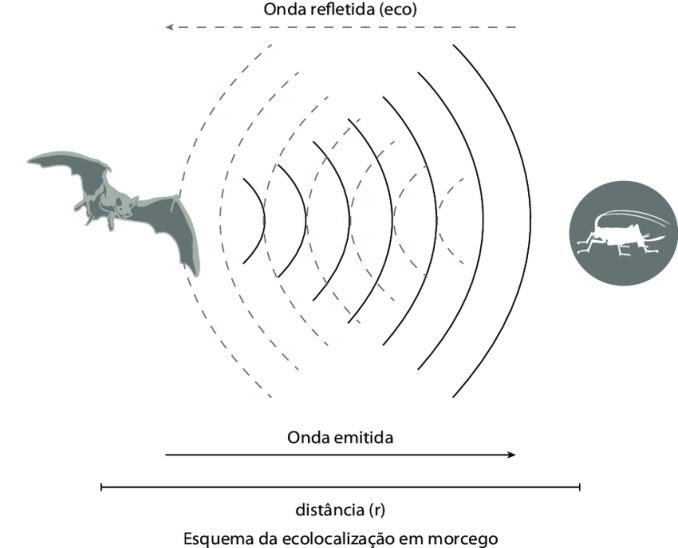 Onda refletida (eco)
Onda emitida
distância (r)
Esquema da ecolocalização em morcego